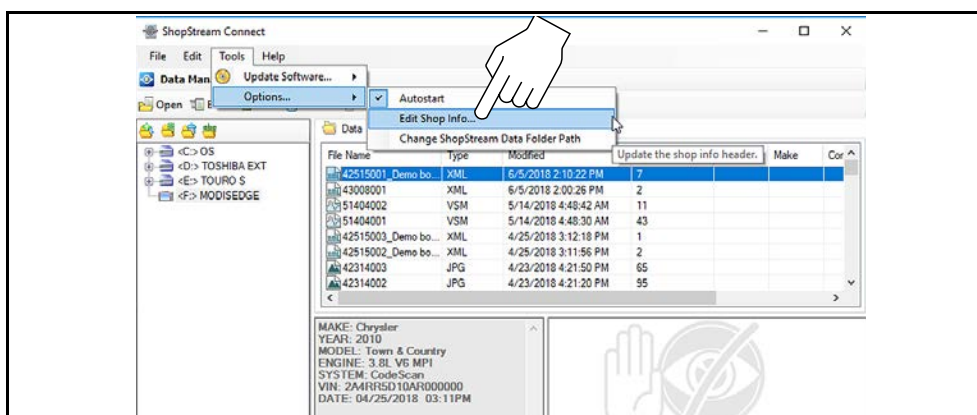 ShopStream Connect
File Edit Tools Help
Data Man Update Software...
Open Options... Autostart
Edit Shop Info...
Change ShopStream Data Folder Path
Data
Update the shop info header.
File Name Type Modified Make
42515001_Demo bo... XML 6/5/2018 2:10:22 PM 7
43008001 XML 6/5/2018 2:00:26 PM 2
51404002 VSM 5/14/2018 4:48:42 AM 11
51404001 VSM 5/14/2018 4:48:30 AM 43
42515003_Demo bo... XML 4/25/2018 3:12:18 PM 1
42515002_Demo bo... XML 4/25/2018 3:11:56 PM 2
42314003 JPG 4/23/2018 4:21:50 PM 65
42314002 JPG 4/23/2018 4:21:20 PM 95
<C:> OS
<D:> TOSHIBA EXT
<E:> TOURO S
<F:> MODISEDGE
MAKE: Chrysler
YEAR: 2010
MODEL: Town & Country
ENGINE: 3.8L V6 MPI
SYSTEM: CodeScan
VIN: 2A4RR5D10AR000000
DATE: 04/25/2018 03:11PM